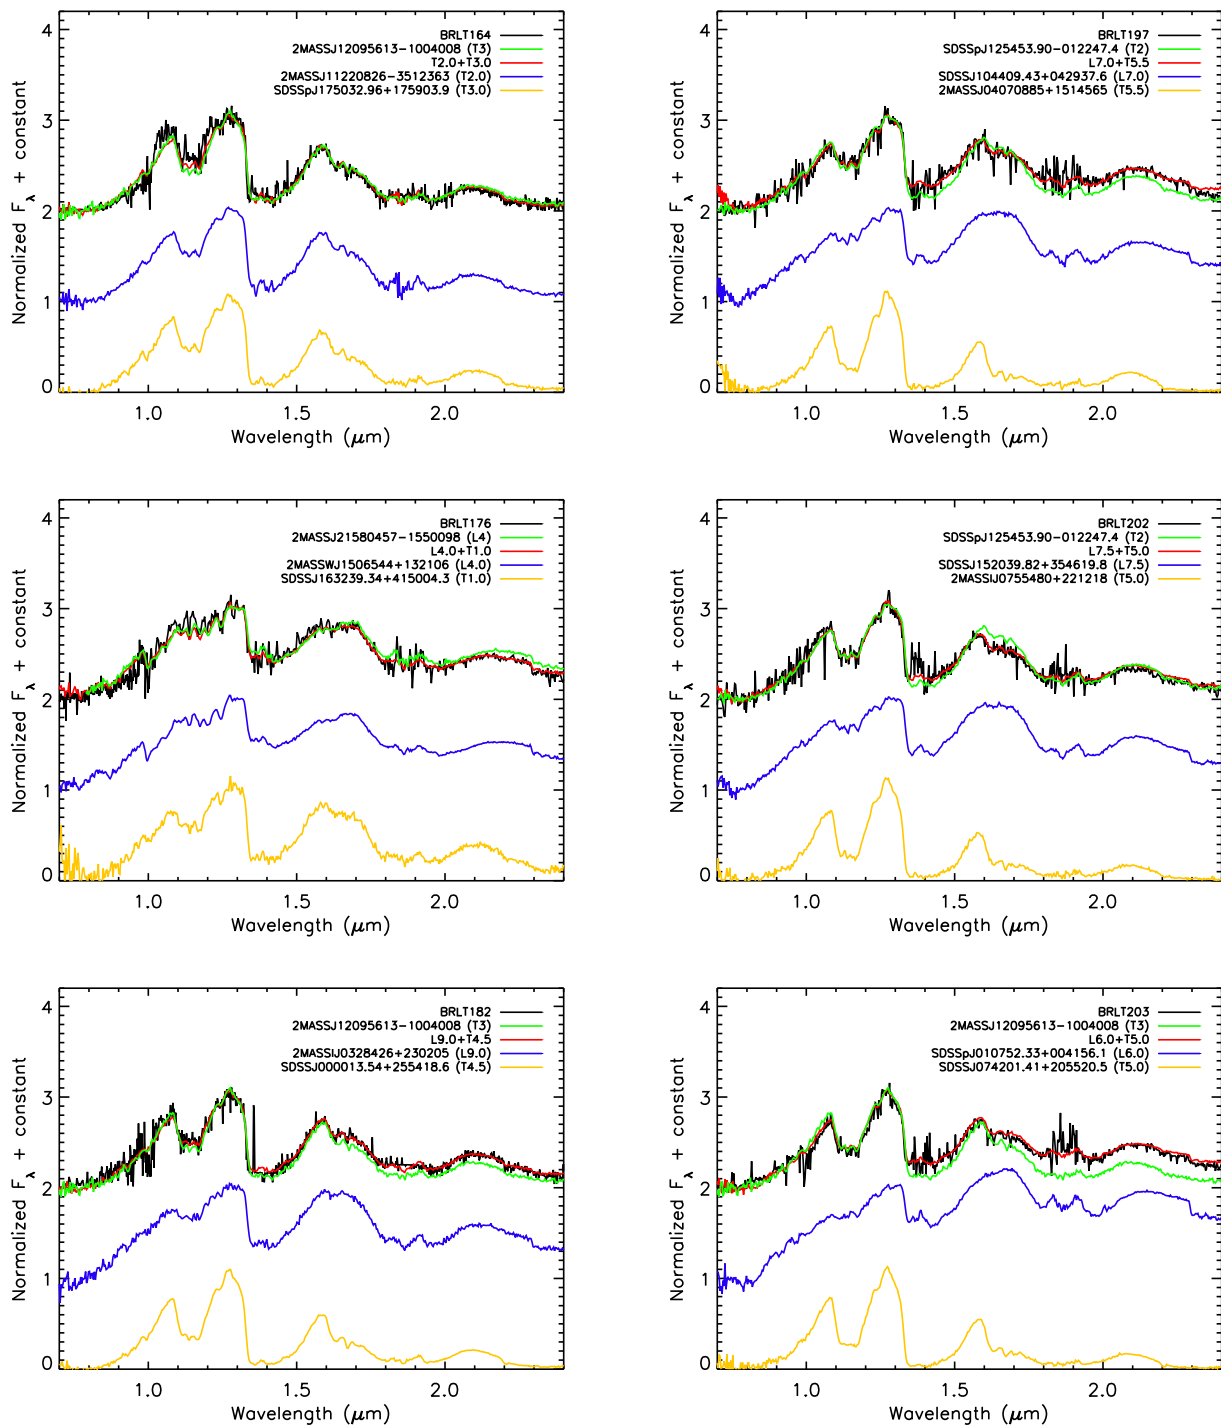 BRLT164
2MASSJ12095613-1004008 (T3)
T2.0+T3.0
2MASSJ11220826-3512363 (T2.0)
SDSSpJ175032.96+175903.9 (T3.0)
Normalized Fλ + constant
4
3
2
1
0
1.0 1.5 2.0
Wavelength (μm)
BRLT197
SDSSpJ125453.90-012247.4 (T2)
L7.0+T5.5
SDSSJ104409.43+042937.6 (L7.0)
2MASSJ04070885+1514565 (T5.5)
Normalized Fλ + constant
4
3
2
1
0
1.0 1.5 2.0
Wavelength (μm)
BRLT176
2MASSJ21580457-1550098 (L4)
L4.0+T1.0
2MASSWJ1506544+132106 (L4.0)
SDSSJ163239.34+415004.3 (T1.0)
Normalized Fλ + constant
4
3
2
1
0
1.0 1.5 2.0
Wavelength (μm)
BRLT202
SDSSpJ125453.90-012247.4 (T2)
L7.5+T5.0
SDSSJ152039.82+354619.8 (L7.5)
2MASSIJ0755480+221218 (T5.0)
Normalized Fλ + constant
4
3
2
1
0
1.0 1.5 2.0
Wavelength (μm)
BRLT182
2MASSJ12095613-1004008 (T3)
L9.0+T4.5
2MASSIJ0328426+230205 (L9.0)
SDSSJ000013.54+255418.6 (T4.5)
Normalized Fλ + constant
4
3
2
1
0
1.0 1.5 2.0
Wavelength (μm)
BRLT203
2MASSJ12095613-1004008 (T3)
L6.0+T5.0
SDSSpJ010752.33+004156.1 (L6.0)
SDSSJ074201.41+205520.5 (T5.0)
Normalized Fλ + constant
4
3
2
1
0
1.0 1.5 2.0
Wavelength (μm)